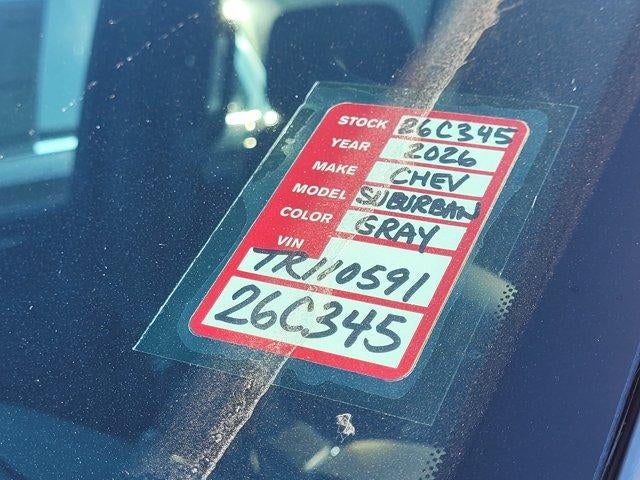 STOCK 26C345
YEAR 2026
MAKE CHEV
MODEL SUBURBAN
COLOR GRAY
VIN
TR110591
26C345